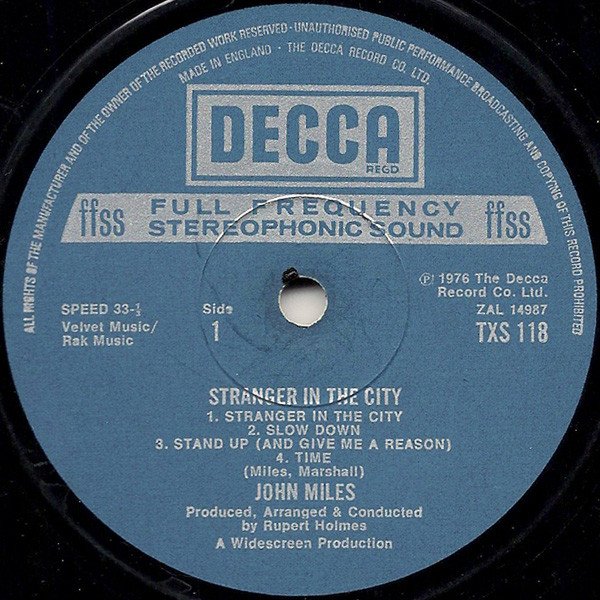 ALL RIGHTS OF THE MANUFACTURER AND OF THE OWNER OF THE RECORDED WORK RESERVED - UNAUTHORISED PUBLIC PERFORMANCE BROADCASTING AND COPYING OF THIS RECORD PROHIBITED
MADE IN ENGLAND · THE DECCA RECORD CO. LTD.
DECCA
REGD.
ffss FULL FREQUENCY ffss
STEREOPHONIC SOUND
SPEED 33-⅓
Velvet Music/
Rak Music
Side
1
Ⓟ 1976 The Decca
Record Co. Ltd.
ZAL 14987
TXS 118
STRANGER IN THE CITY
1. STRANGER IN THE CITY
2. SLOW DOWN
3. STAND UP (AND GIVE ME A REASON)
4. TIME
(Miles, Marshall)
JOHN MILES
Produced, Arranged & Conducted
by Rupert Holmes
A Widescreen Production